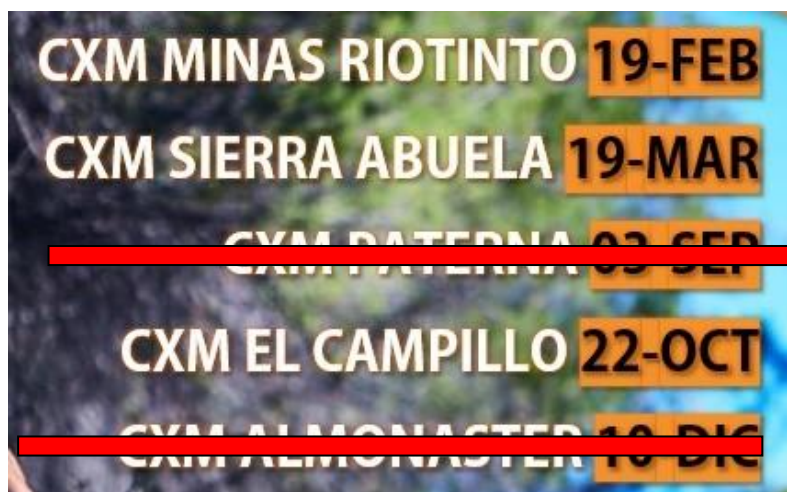 CXM MINAS RIOTINTO 19-FEB
CXM SIERRA ABUELA 19-MAR
CXM PATERNA 03-SEP
CXM EL CAMPILLO 22-OCT
CXM ALMONASTER 10-DIC